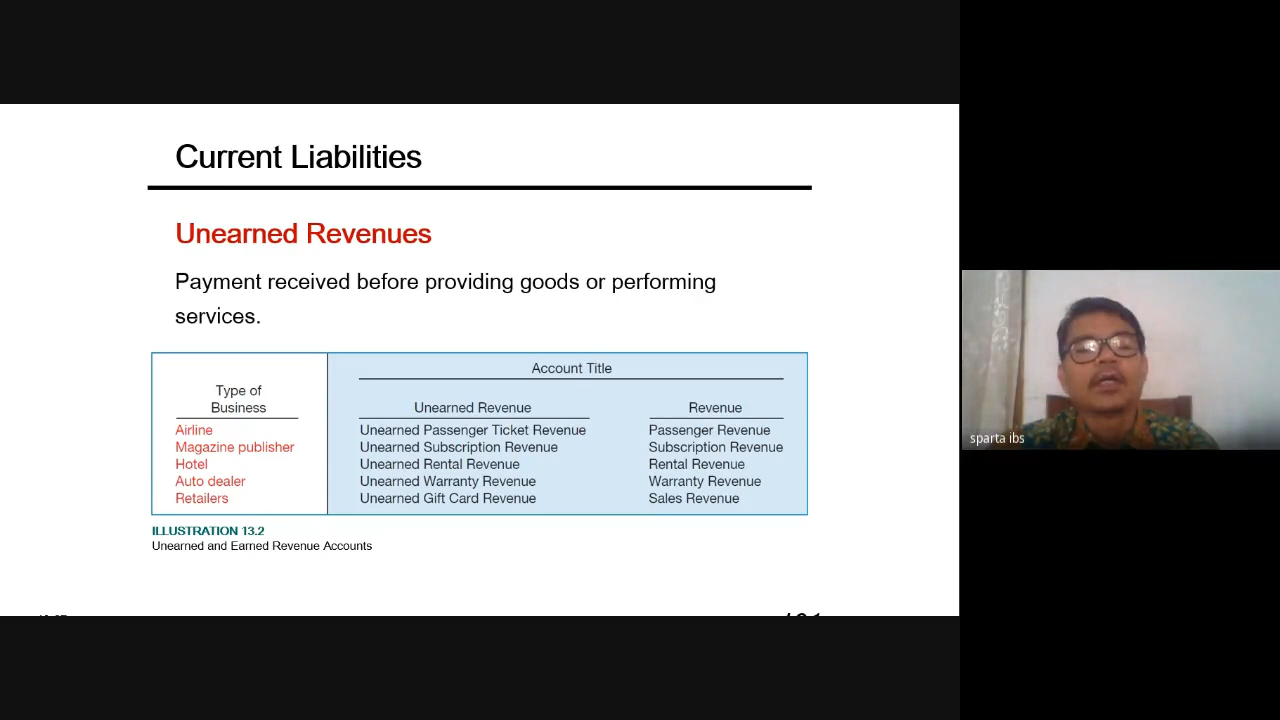 Current Liabilities
Unearned Revenues
Payment received before providing goods or performing
services.
Account Title
Type of
Business
Unearned Revenue
Revenue
Airline
Unearned Passenger Ticket Revenue
Passenger Revenue
Magazine publisher
Unearned Subscription Revenue
Subscription Revenue
Hotel
Unearned Rental Revenue
Rental Revenue
Auto dealer
Unearned Warranty Revenue
Warranty Revenue
Retailers
Unearned Gift Card Revenue
Sales Revenue
ILLUSTRATION 13.2
Unearned and Earned Revenue Accounts
sparta ibs